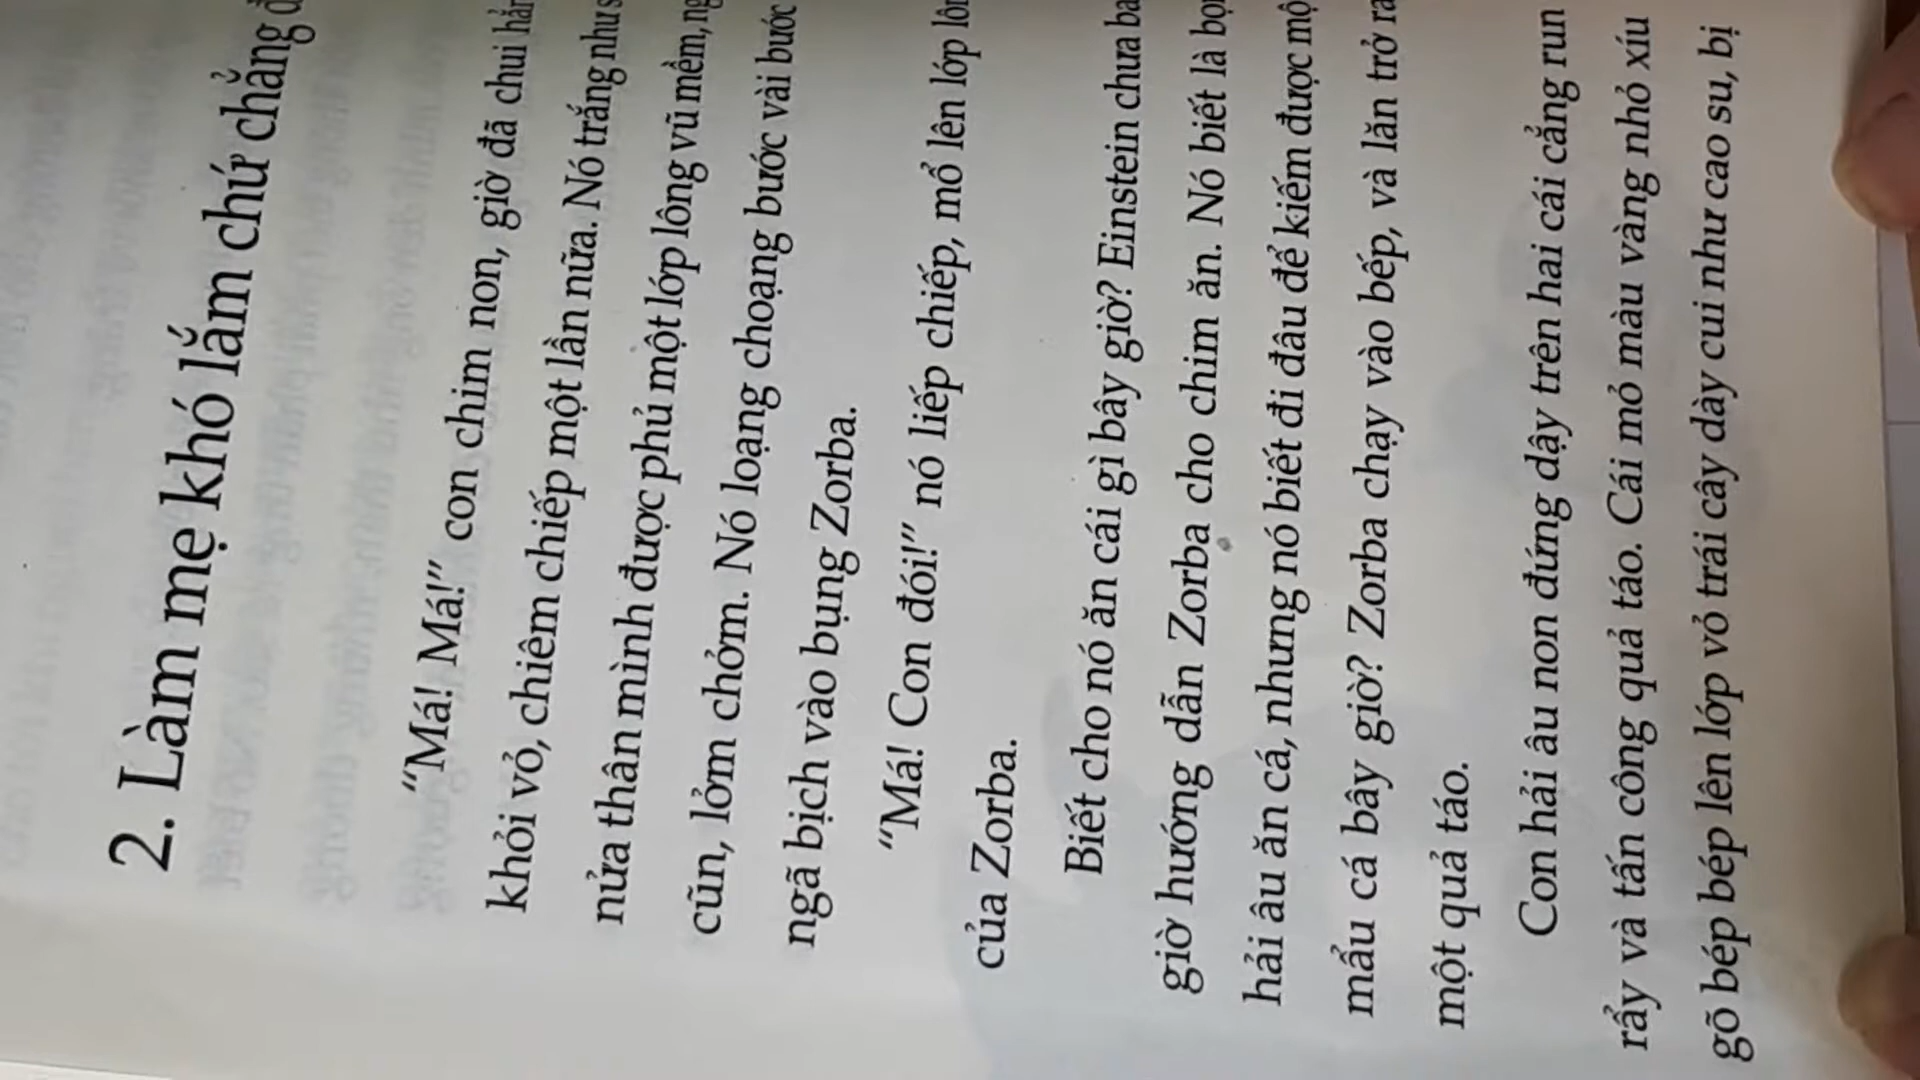 2. Làm mẹ khó lắm chứ chẳng
“Má! Má!” con chim non, giờ đã chui
khỏi vỏ, chiêm chiếp một lần nữa. Nó trắng như
nửa thân mình được phủ một lớp lông vũ mềm,
cũn, lởm chởm. Nó loạng choạng bước vài bước
ngã bịch vào bụng Zorba.
“Má! Con đói!” nó liếp chiếp, mổ lên lớp
của Zorba.
Biết cho nó ăn cái gì bây giờ? Einstein chưa
giờ hướng dẫn Zorba cho chim ăn. Nó biết là
hải âu ăn cá, nhưng nó biết đi đâu để kiếm được
mẩu cá bây giờ? Zorba chạy vào bếp, và lăn trở
một quả táo.
Con hải âu non đứng dậy trên hai cái cẳng run
rẩy và tấn công quả táo. Cái mỏ màu vàng nhỏ xíu
gõ bép bép lên lớp vỏ trái cây dày cui như cao su, bị